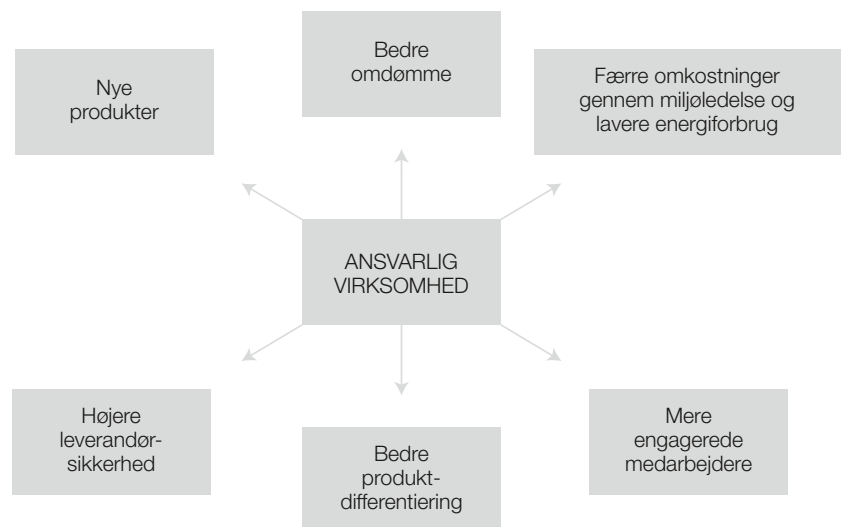 Nye
produkter
Bedre
omdømme
Færre omkostninger
gennem miljøledelse og
lavere energiforbrug
ANSVARLIG
VIRKSOMHED
Højere
leverandør-
sikkerhed
Bedre
produkt-
differentiering
Mere
engagerede
medarbejdere